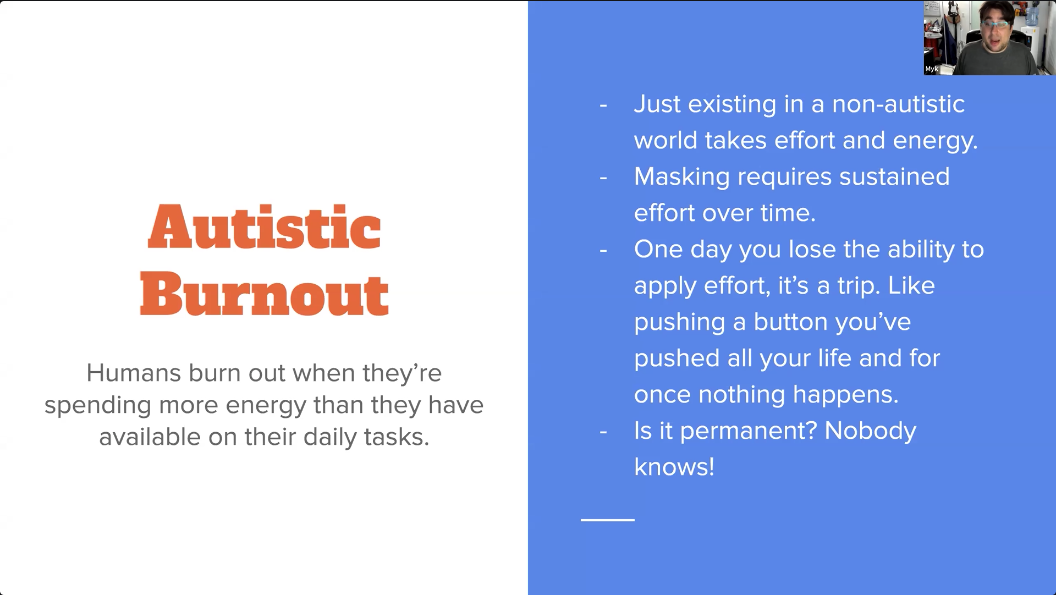 Autistic
Burnout
Humans burn out when they're
spending more energy than they have
available on their daily tasks.
- Just existing in a non-autistic
world takes effort and energy.
- Masking requires sustained
effort over time.
- One day you lose the ability to
apply effort, it's a trip. Like
pushing a button you've
pushed all your life and for
once nothing happens.
- Is it permanent? Nobody
knows!